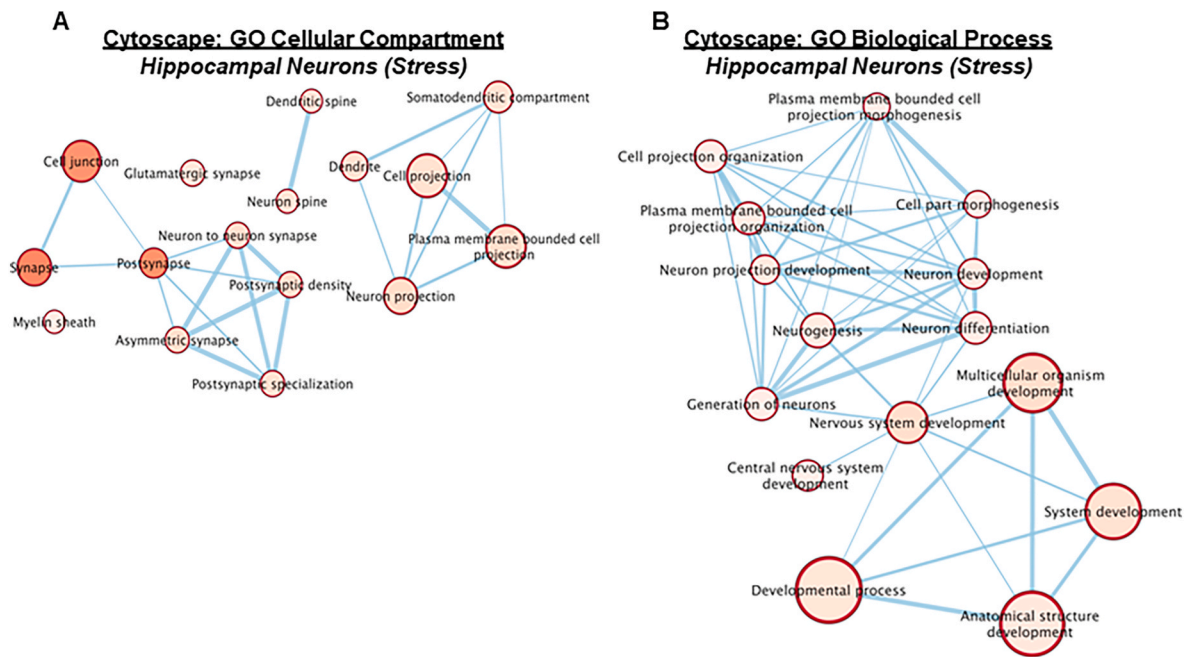 A
Cytoscape: GO Cellular Compartment
Hippocampal Neurons (Stress)
Dendritic spine
Somatodendritic compartment
Cell junction
Glutamatergic synapse
Dendrite
Cell projection
Neuron spine
Neuron to neuron synapse
Plasma membrane bounded cell
projection
Synapse
Postsynapse
Postsynaptic density
Neuron projection
Myelin sheath
Asymmetric synapse
Postsynaptic specialization
B
Cytoscape: GO Biological Process
Hippocampal Neurons (Stress)
Plasma membrane bounded cell
projection morphogenesis
Cell projection organization
Cell part morphogenesis
Plasma membrane bounded cell
projection organization
Neuron projection development
Neuron development
Neurogenesis
Neuron differentiation
Multicellular organism
development
Generation of neurons
Nervous system development
Central nervous system
development
System development
Developmental process
Anatomical structure
development